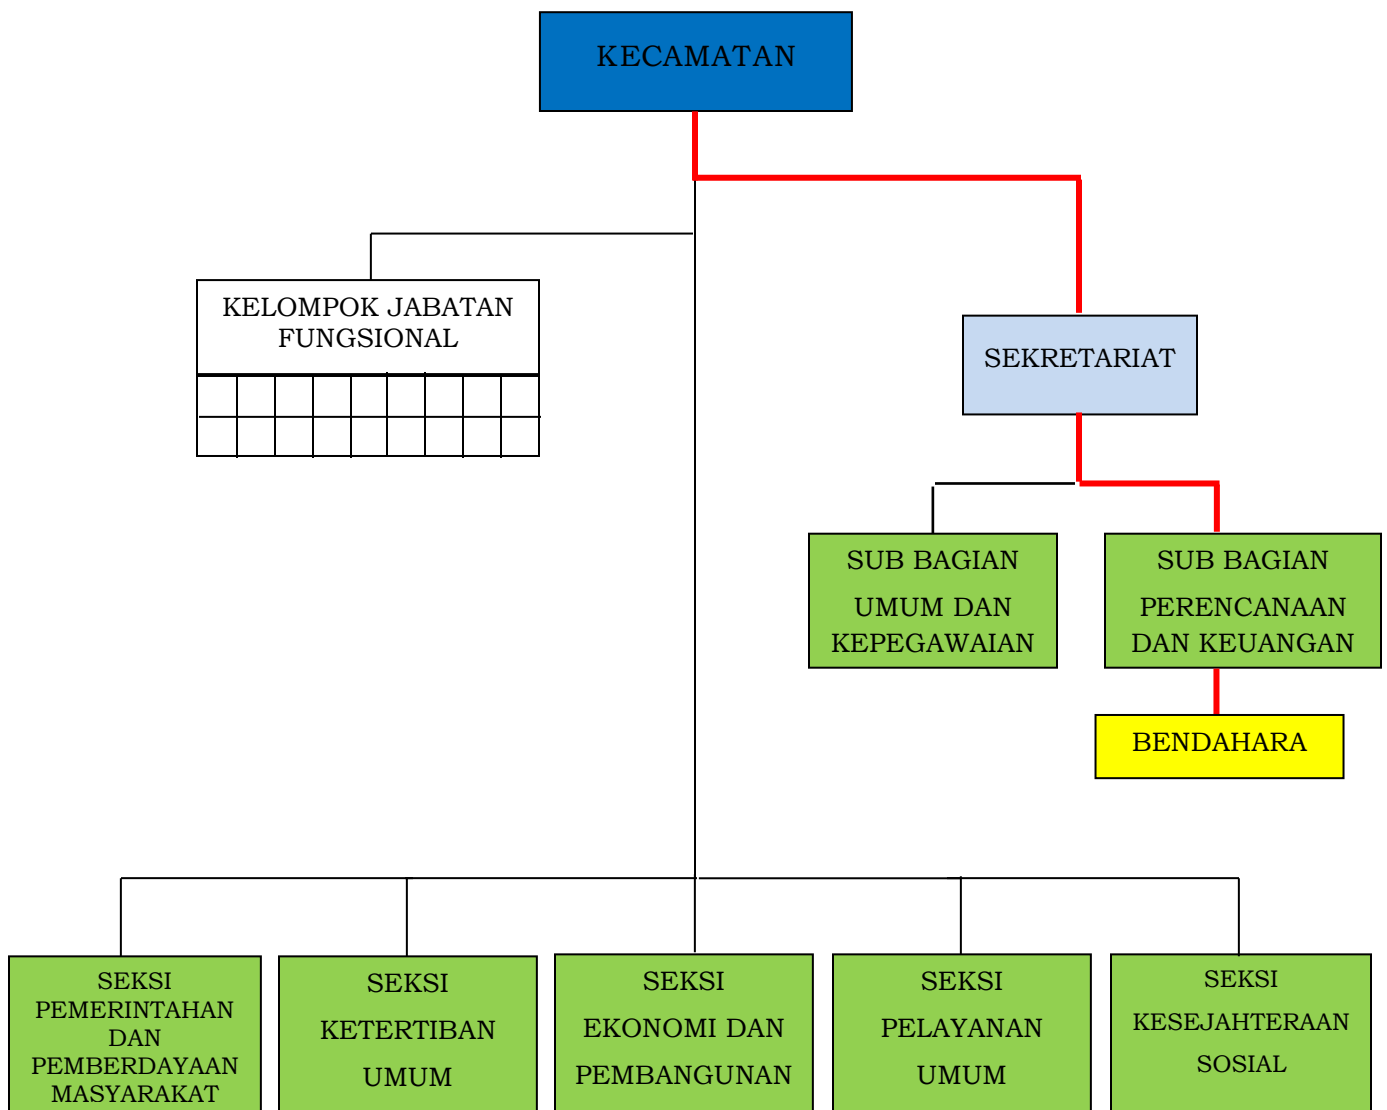 KECAMATAN
KELOMPOK JABATAN
FUNGSIONAL
SEKRETARIAT
SUB BAGIAN
UMUM DAN
KEPEGAWAIAN
SUB BAGIAN
PERENCANAAN
DAN KEUANGAN
BENDAHARA
SEKSI
PEMERINTAHAN
DAN
PEMBERDAYAAN
MASYARAKAT
SEKSI
KETERTIBAN
UMUM
SEKSI
EKONOMI DAN
PEMBANGUNAN
SEKSI
PELAYANAN
UMUM
SEKSI
KESEJAHTERAAN
SOSIAL